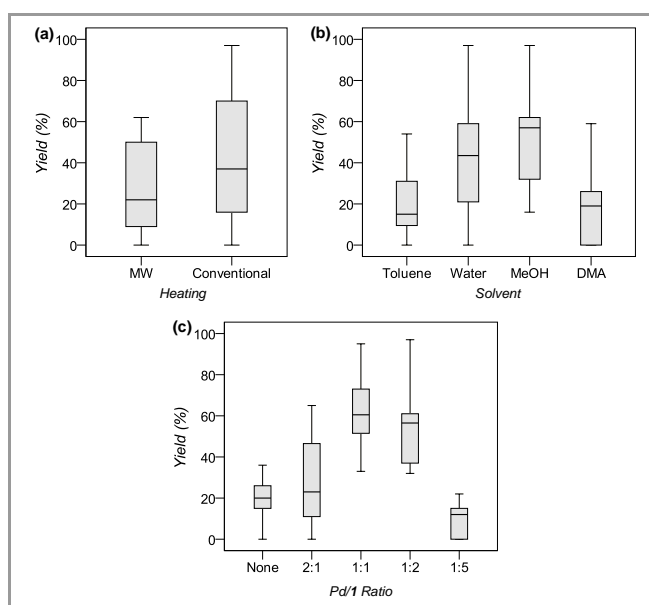 (a)
100
80
60
40
20
0
Yield (%)
MW Conventional
Heating
(b)
100
80
60
40
20
0
Yield (%)
Toluene Water MeOH DMA
Solvent
(c)
100
80
60
40
20
0
Yield (%)
None 2:1 1:1 1:2 1:5
Pd/1 Ratio